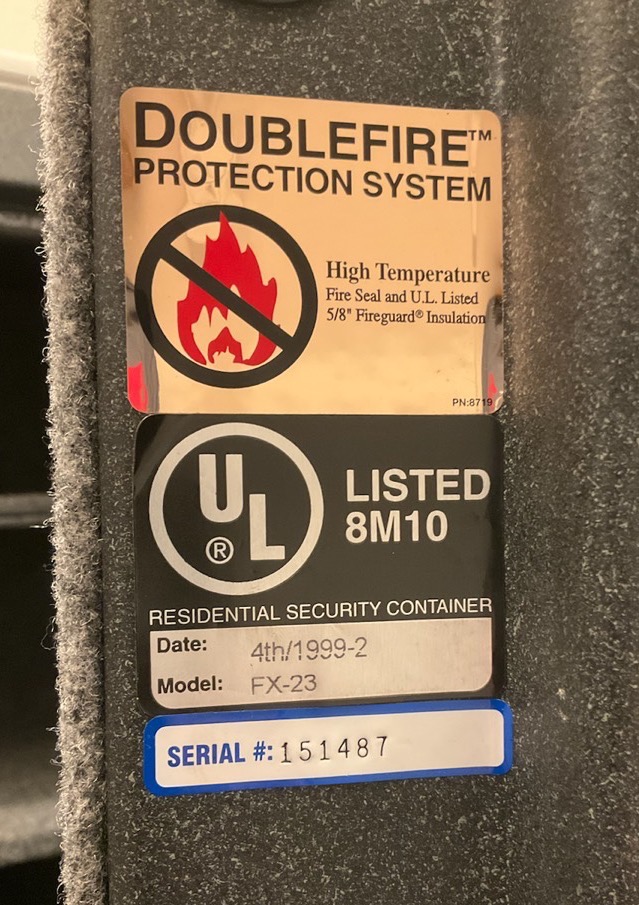 DOUBLEFIRE™
PROTECTION SYSTEM
High Temperature
Fire Seal and U.L. Listed
5/8" Fireguard® Insulation
PN:8719
UL®
LISTED
8M10
RESIDENTIAL SECURITY CONTAINER
Date: 4th/1999-2
Model: FX-23
SERIAL #: 151487